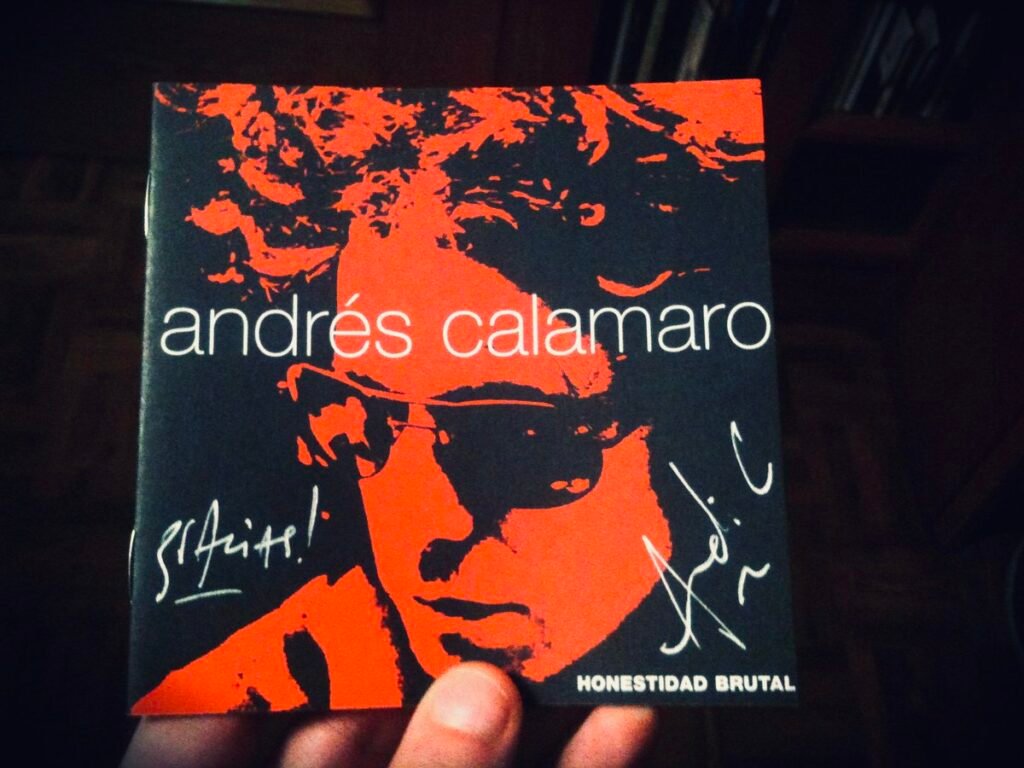 andrés calamaro
gracias!
HONESTIDAD BRUTAL